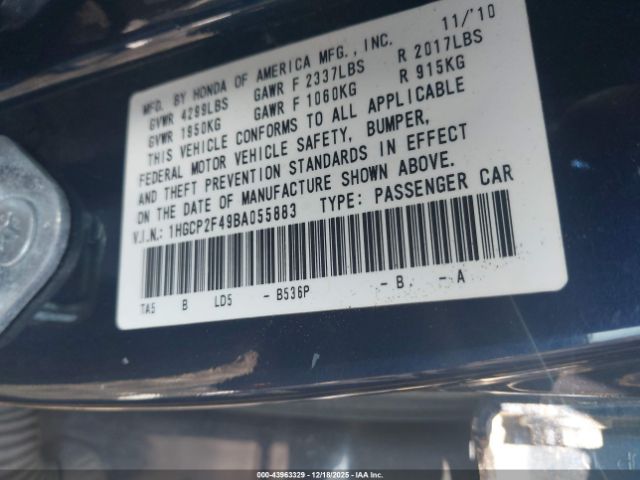 MFD. BY HONDA OF AMERICA MFG., INC. 11/'10
GVWR 4299LBS GAWR F 2337LBS R 2017LBS
GVWR 1950KG GAWR F 1060KG R 915KG
THIS VEHICLE CONFORMS TO ALL APPLICABLE
FEDERAL MOTOR VEHICLE SAFETY, BUMPER,
AND THEFT PREVENTION STANDARDS IN EFFECT
ON THE DATE OF MANUFACTURE SHOWN ABOVE.
V.I.N.: 1HGCP2F49BA055883 TYPE: PASSENGER CAR
TA5 B LD5 - B536P - B - A
000-43963329 - 12/18/2025 - IAA Inc.